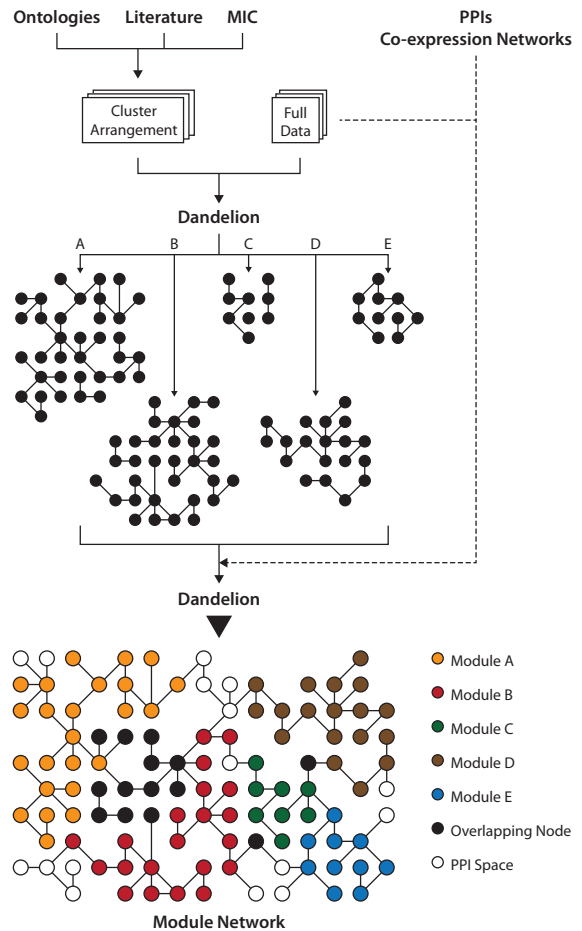 Ontologies
Literature
MIC
PPIs
Co-expression Networks
Cluster
Arrangement
Full
Data
Dandelion
A
B
C
D
E
Dandelion
Module A
Module B
Module C
Module D
Module E
Overlapping Node
PPI Space
Module Network